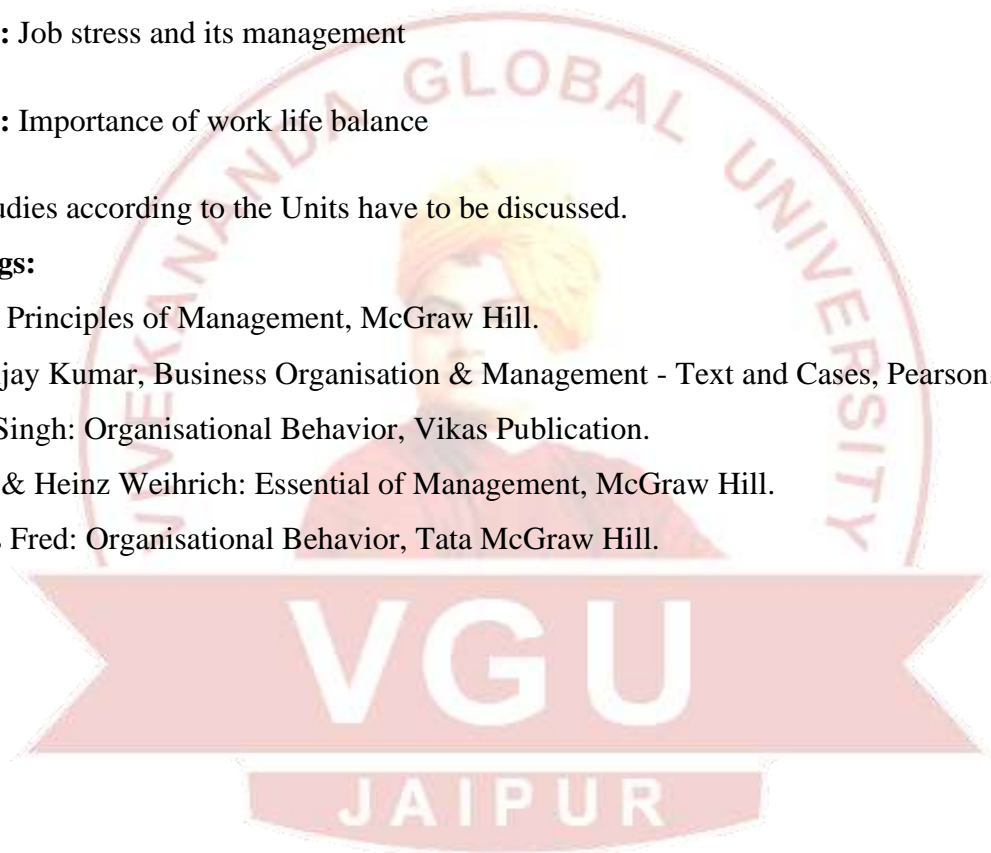 : Job stress and its management
: Importance of work life balance
udies according to the Units have to be discussed.
gs:
Principles of Management, McGraw Hill.
jay Kumar, Business Organisation & Management - Text and Cases, Pearson.
Singh: Organisational Behavior, Vikas Publication.
& Heinz Weihrich: Essential of Management, McGraw Hill.
s Fred: Organisational Behavior, Tata McGraw Hill.
IVEKANANDA GLOBAL UNIVERSITY
VGU
JAIPUR